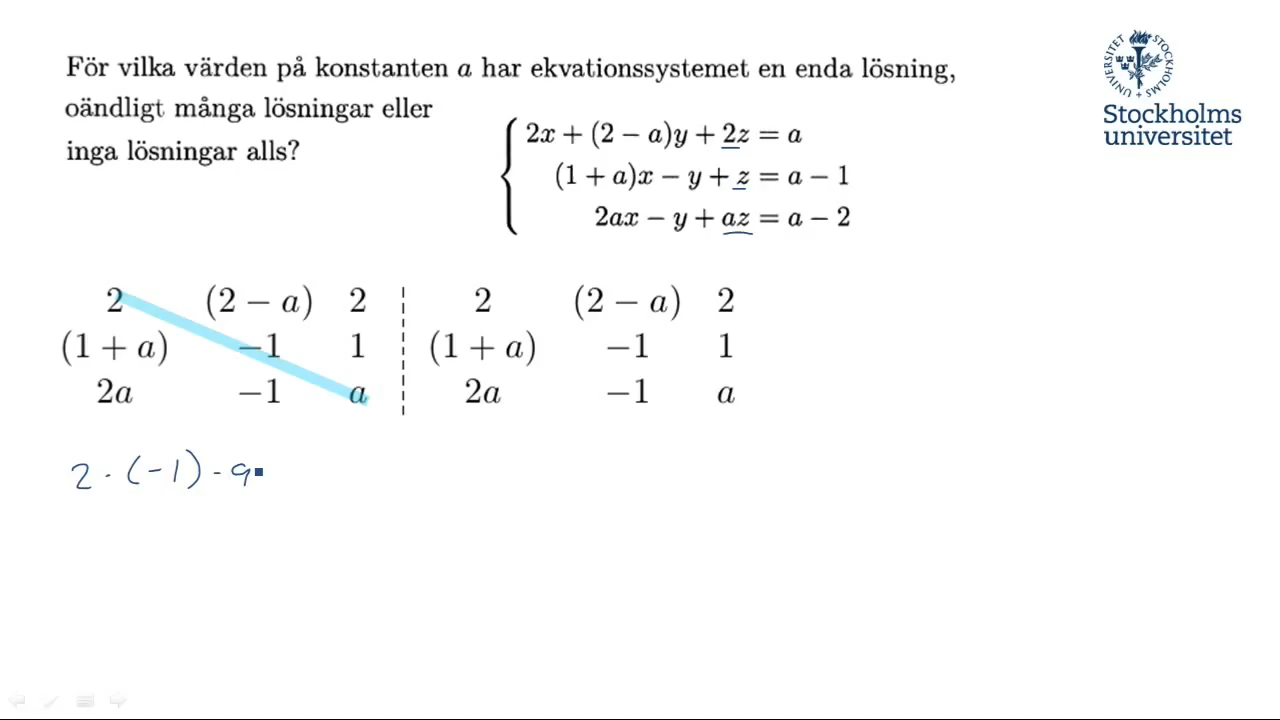 För vilka värden på konstanten a har ekvationssystemet en enda lösning,
oändligt många lösningar eller
inga lösningar alls?
2x + (2 − a)y + 2z = a
(1 + a)x − y + z = a − 1
2ax − y + az = a − 2
STOCKHOLMS UNIVERSITET
Stockholms
universitet
2 (2 − a) 2 2 (2 − a) 2
(1 + a) −1 1 (1 + a) −1 1
2a −1 a 2a −1 a
2 · (−1) · a